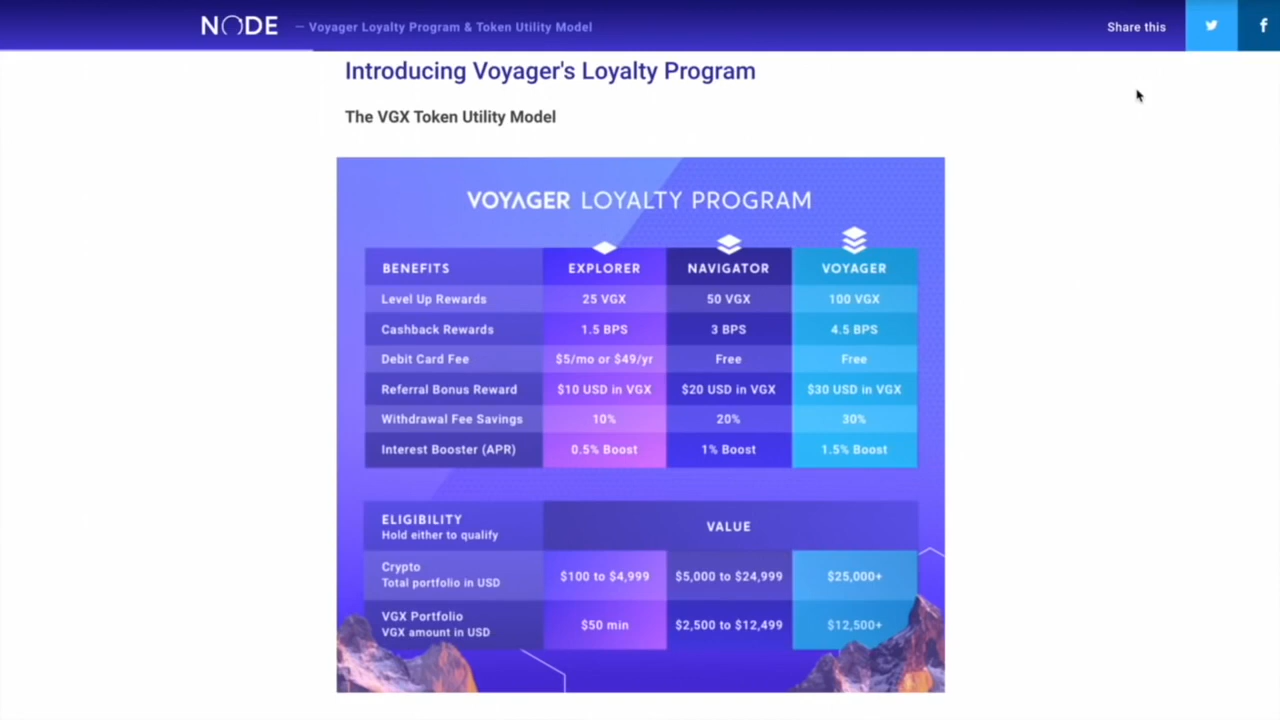 NODE — Voyager Loyalty Program & Token Utility Model Share this
Introducing Voyager's Loyalty Program
The VGX Token Utility Model
VOYAGER LOYALTY PROGRAM
BENEFITS EXPLORER NAVIGATOR VOYAGER
Level Up Rewards 25 VGX 50 VGX 100 VGX
Cashback Rewards 1.5 BPS 3 BPS 4.5 BPS
Debit Card Fee $5/mo or $49/yr Free Free
Referral Bonus Reward $10 USD in VGX $20 USD in VGX $30 USD in VGX
Withdrawal Fee Savings 10% 20% 30%
Interest Booster (APR) 0.5% Boost 1% Boost 1.5% Boost
ELIGIBILITY
Hold either to qualify
VALUE
Crypto
Total portfolio in USD
$100 to $4,999 $5,000 to $24,999 $25,000+
VGX Portfolio
VGX amount in USD
$50 min $2,500 to $12,499 $12,500+